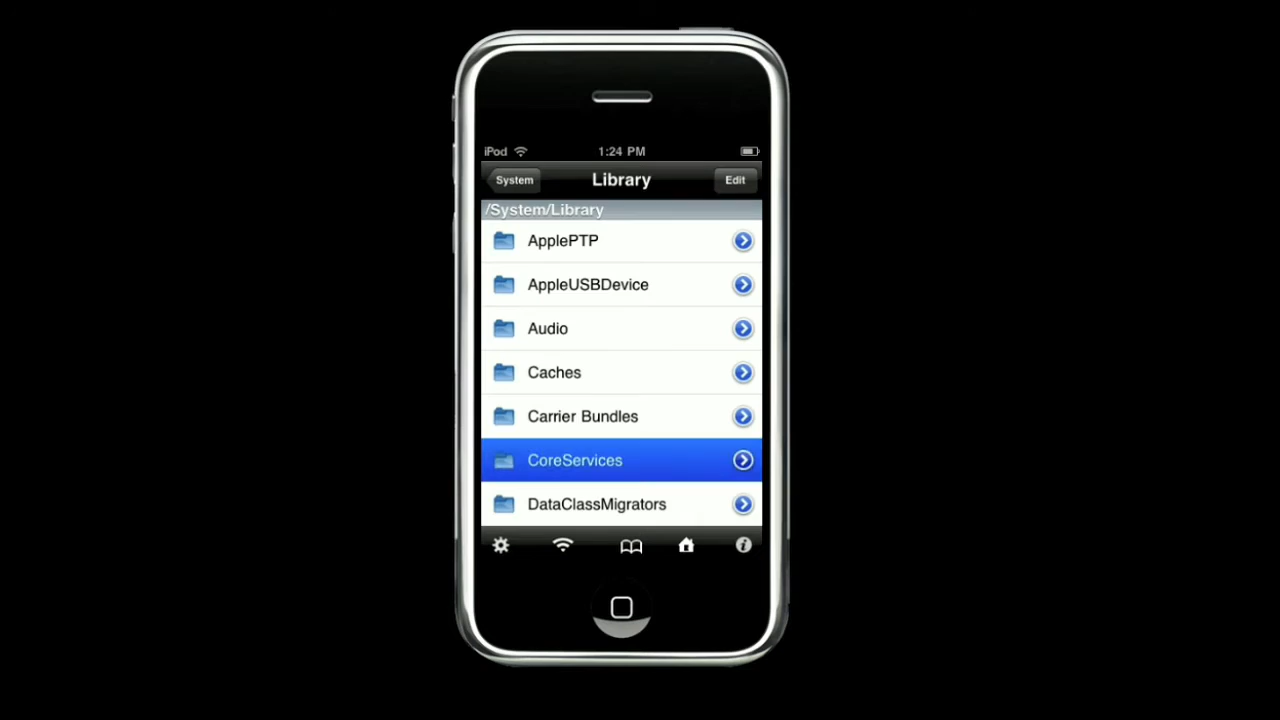 iPod 1:24 PM
System Library Edit
/System/Library
ApplePTP
AppleUSBDevice
Audio
Caches
Carrier Bundles
CoreServices
DataClassMigrators